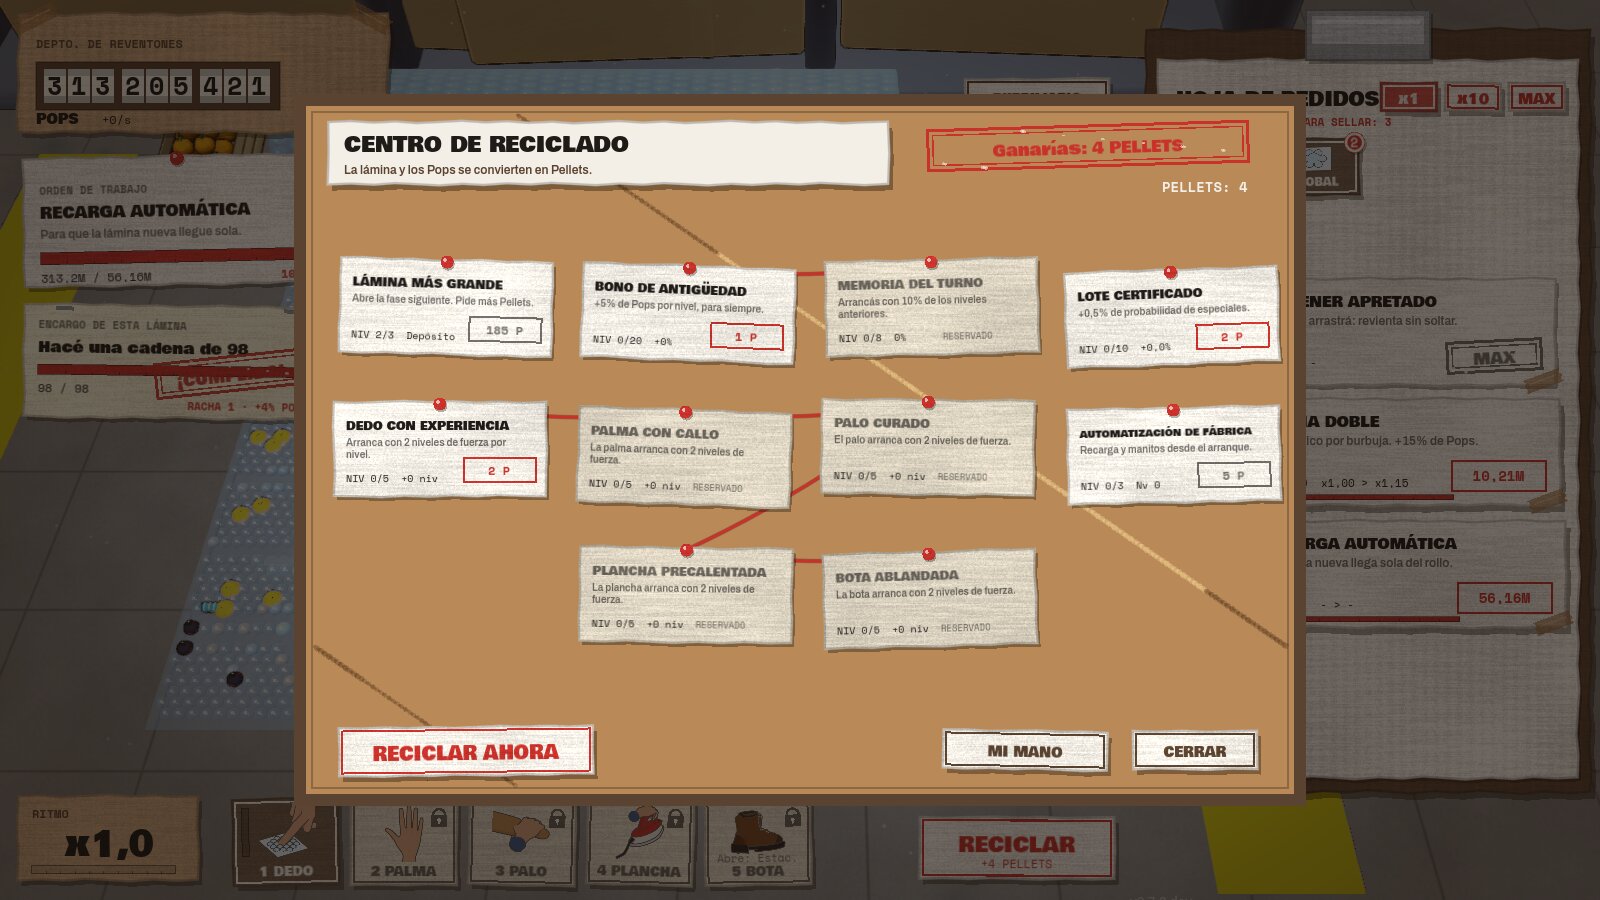 DEPTO. DE REVENTONES
313 205 421
POPS +0/s
ORDEN DE TRABAJO
RECARGA AUTOMÁTICA
Para que la lámina nueva llegue sola.
313.2M / 56,16M
ENCARGO DE ESTA LÁMINA
Hacé una cadena de 98
98 / 98
RACHA 1 · +4% PO
CENTRO DE RECICLADO
La lámina y los Pops se convierten en Pellets.
Ganarías: 4 PELLETS
PELLETS: 4
LÁMINA MÁS GRANDE
Abre la fase siguiente. Pide más Pellets.
NIV 2/3 Depósito 185 P
BONO DE ANTIGÜEDAD
+5% de Pops por nivel, para siempre.
NIV 0/20 +0% 1 P
MEMORIA DEL TURNO
Arrancás con 10% de los niveles
anteriores.
NIV 0/8 0% RESERVADO
LOTE CERTIFICADO
+0,5% de probabilidad de especiales.
NIV 0/10 +0,0% 2 P
DEDO CON EXPERIENCIA
Arranca con 2 niveles de fuerza por
nivel.
NIV 0/5 +0 niv 2 P
PALMA CON CALLO
La palma arranca con 2 niveles de
fuerza.
NIV 0/5 +0 niv RESERVADO
PALO CURADO
El palo arranca con 2 niveles de fuerza.
NIV 0/5 +0 niv RESERVADO
AUTOMATIZACIÓN DE FÁBRICA
Recarga y manitos desde el arranque.
NIV 0/3 Nv 0 5 P
PLANCHA PRECALENTADA
La plancha arranca con 2 niveles de
fuerza.
NIV 0/5 +0 niv RESERVADO
BOTA ABLANDADA
La bota arranca con 2 niveles de fuerza.
NIV 0/5 +0 niv RESERVADO
RECICLAR AHORA
MI MANO
CERRAR
PEDIDOS x1 x10 MAX
ARA SELLAR: 3
2
OBAL
ENER APRETADO
arrastrá: revienta sin soltar.
- MAX
A DOBLE
ico por burbuja. +15% de Pops.
x1,00 > x1,15 10,21M
RGA AUTOMÁTICA
a nueva llega sola del rollo.
- > - 56,16M
RITMO
x1,0
1 DEDO
2 PALMA
3 PALO
4 PLANCHA
Abre: Estac.
5 BOTA
RECICLAR
+4 PELLETS